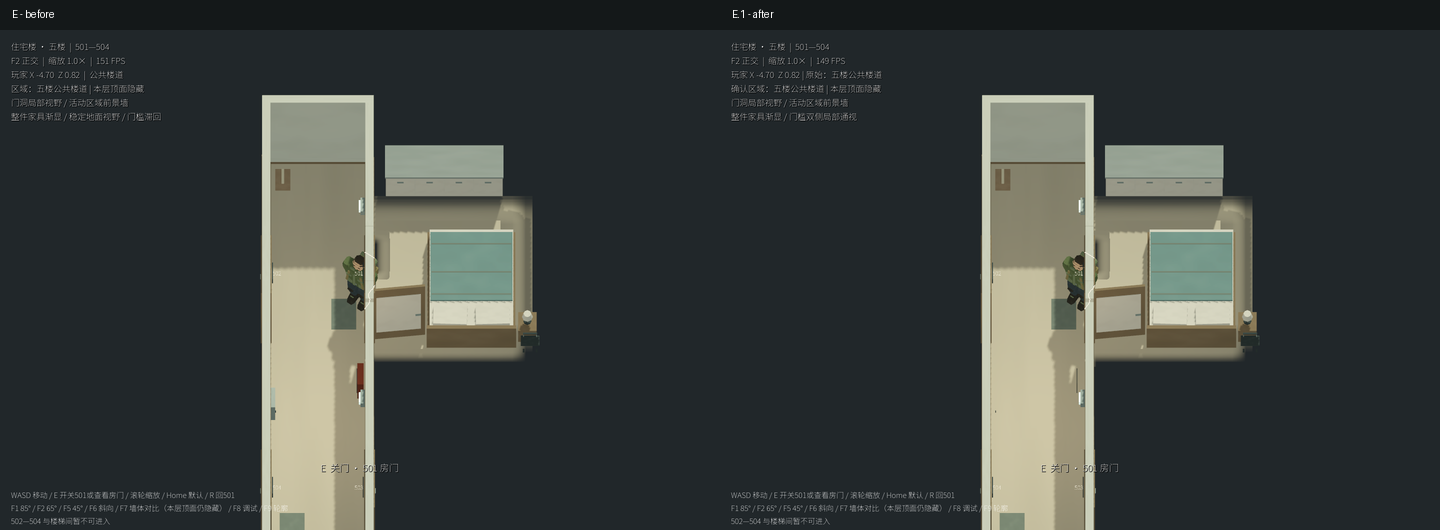 E - before
住宅楼 · 五楼 | 501—504
F2 正交 | 缩放 1.0× | 151 FPS
玩家 X -4.70 Z 0.82 | 公共楼道
区域：五楼公共楼道 | 本层顶面隐藏
门洞局部视野 / 活动区域前景墙
整件家具渐显 / 稳定地面视野 / 门槛滞回
E 关门 · 501 房门
WASD 移动 / E 开关501或查看房门 / 滚轮缩放 / Home 默认 / R 回501
F1 85° / F2 65° / F5 45° / F6 斜向 / F7 墙体对比（本层顶面仍隐藏） / F8 调试 /
502—504 与楼梯间暂不可进入
E.1 - after
住宅楼 · 五楼 | 501—504
F2 正交 | 缩放 1.0× | 149 FPS
玩家 X -4.70 Z 0.82 | 原始：五楼公共楼道
确认区域：五楼公共楼道 | 本层顶面隐藏
门洞局部视野 / 活动区域前景墙
整件家具渐显 / 门槛双侧局部通视
E 关门 · 501 房门
WASD 移动 / E 开关501或查看房门 / 滚轮缩放 / Home 默认 / R 回501
F1 85° / F2 65° / F5 45° / F6 斜向 / F7 墙体对比（本层顶面仍隐藏） / F8 调试 /
502—504 与楼梯间暂不可进入